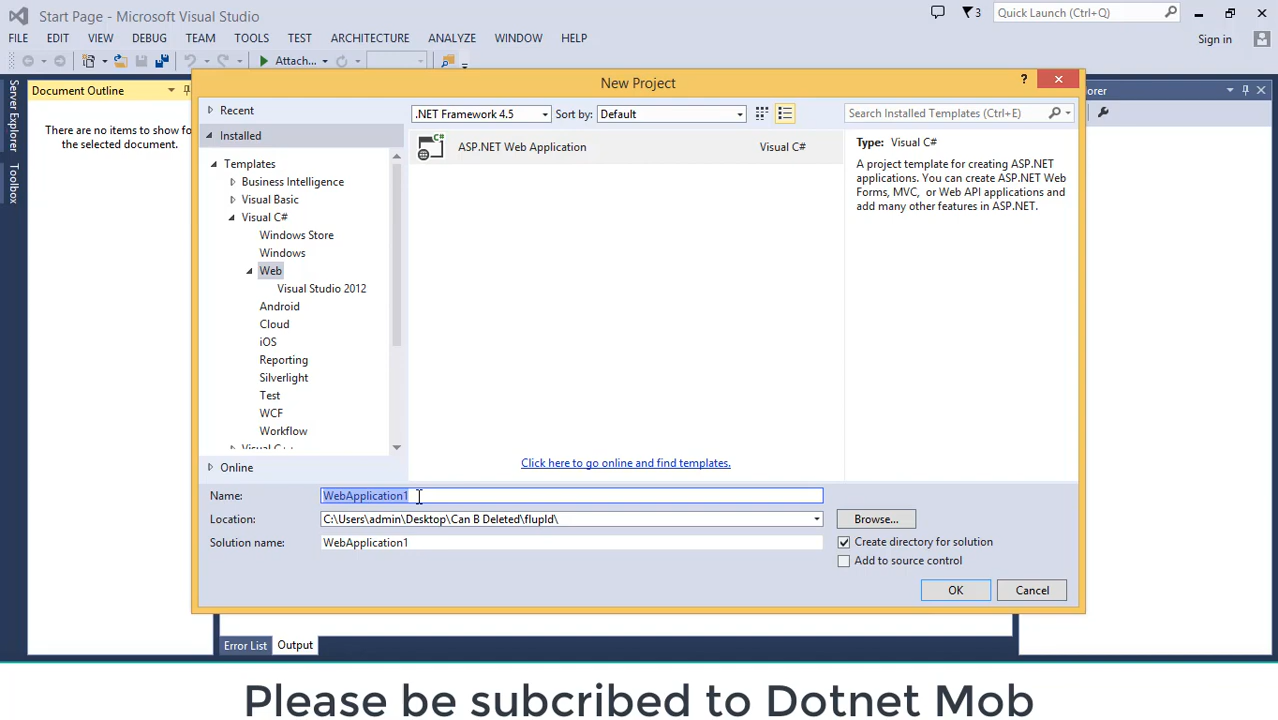 Start Page - Microsoft Visual Studio
3
Quick Launch (Ctrl+Q)
FILE EDIT VIEW DEBUG TEAM TOOLS TEST ARCHITECTURE ANALYZE WINDOW HELP
Sign in
Attach...
Server Explorer
Toolbox
Document Outline
There are no items to show fo
the selected document.
orer
New Project
?
Recent
Installed
.NET Framework 4.5
Sort by: Default
Search Installed Templates (Ctrl+E)
Templates
Business Intelligence
Visual Basic
Visual C#
Windows Store
Windows
Web
Visual Studio 2012
Android
Cloud
iOS
Reporting
Silverlight
Test
WCF
Workflow
Visual C++
Online
C#
ASP.NET Web Application
Visual C#
Type: Visual C#
A project template for creating ASP.NET
applications. You can create ASP.NET Web
Forms, MVC, or Web API applications and
add many other features in ASP.NET.
Click here to go online and find templates.
Name: WebApplication1
Location: C:\Users\admin\Desktop\Can B Deleted\flupld\
Browse...
Solution name: WebApplication1
Create directory for solution
Add to source control
OK
Cancel
Error List Output
Please be subcribed to Dotnet Mob